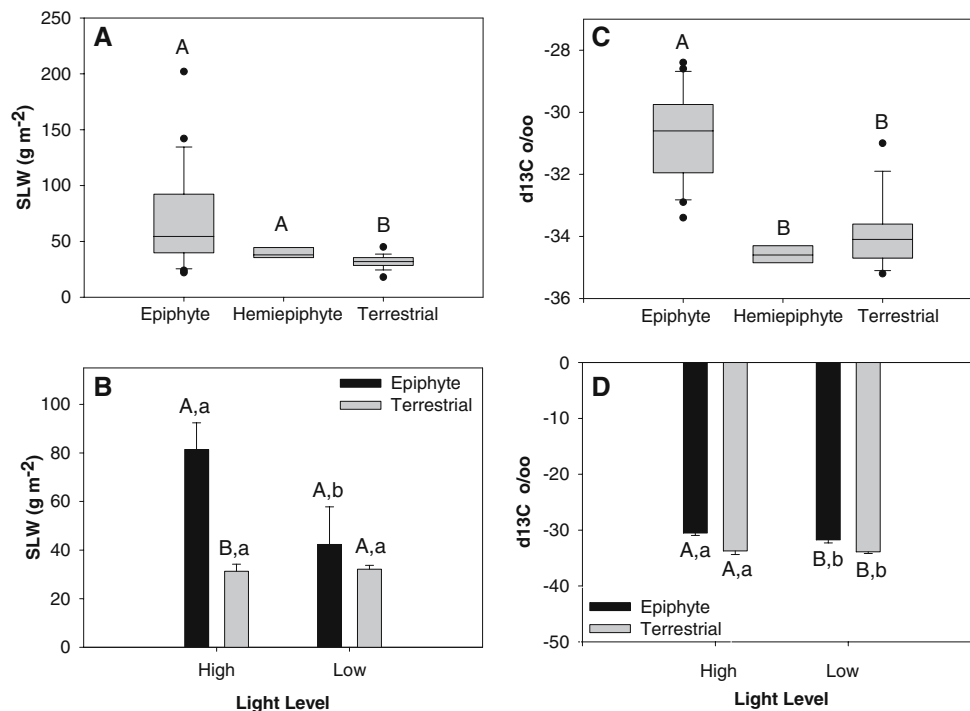 A
SLW (g m-2)
250
200
150
100
50
0
A
A
B
Epiphyte Hemiepiphyte Terrestrial
C
d13C o/oo
-28
-30
-32
-34
-36
A
B
B
Epiphyte Hemiepiphyte Terrestrial
B
SLW (g m-2)
100
80
60
40
20
0
Epiphyte
Terrestrial
A,a
B,a
A,b
A,a
High Low
Light Level
D
d13C o/oo
0
-10
-20
-30
-40
-50
A,a
A,a
B,b
B,b
Epiphyte
Terrestrial
High Low
Light Level